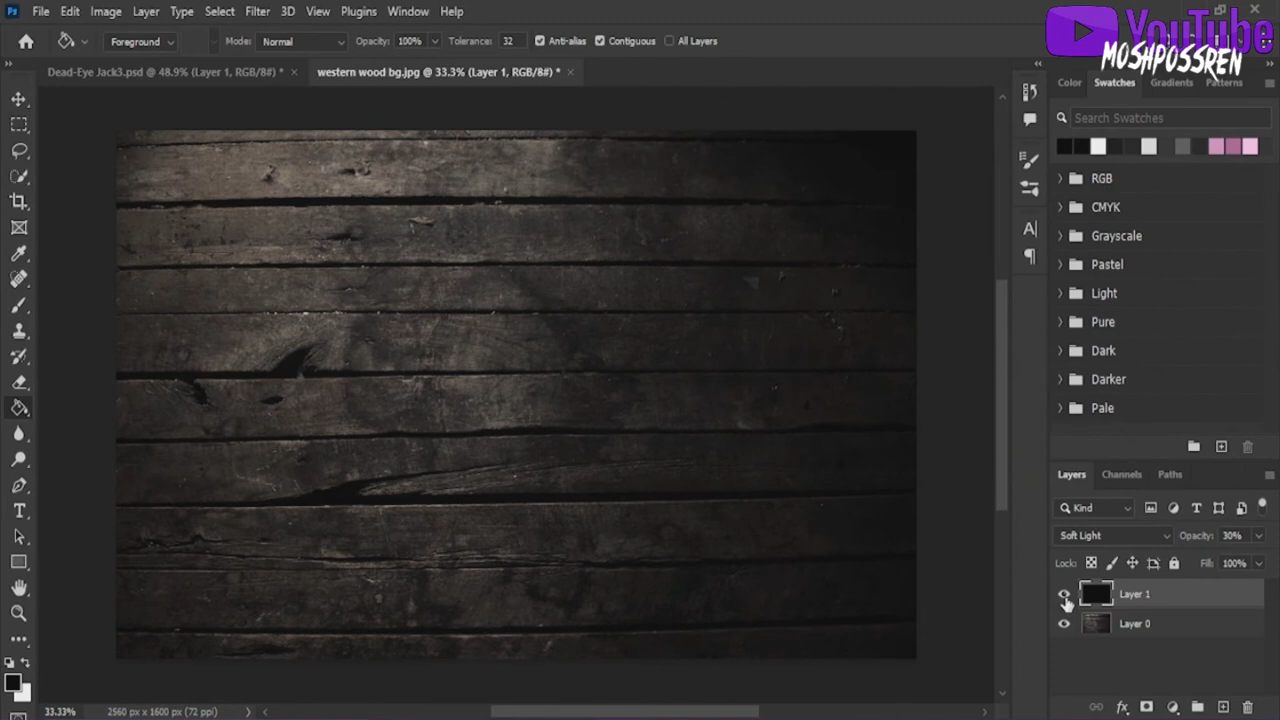 Ps File Edit Image Layer Type Select Filter 3D View Plugins Window Help
YouTube
MOSHPOSSREN
Foreground Mode: Normal Opacity: 100% Tolerance: 32 Anti-alias Contiguous All Layers
Dead-Eye Jack3.psd @ 48.9% (Layer 1, RGB/8#) * × western wood bg.jpg @ 33.3% (Layer 1, RGB/8#) * ×
Color Swatches Gradients Patterns
Search Swatches
RGB
CMYK
Grayscale
Pastel
Light
Pure
Dark
Darker
Pale
Layers Channels Paths
Kind
Soft Light Opacity: 30%
Lock: Fill: 100%
Layer 1
Layer 0
33.33% 2560 px x 1600 px (72 ppi)